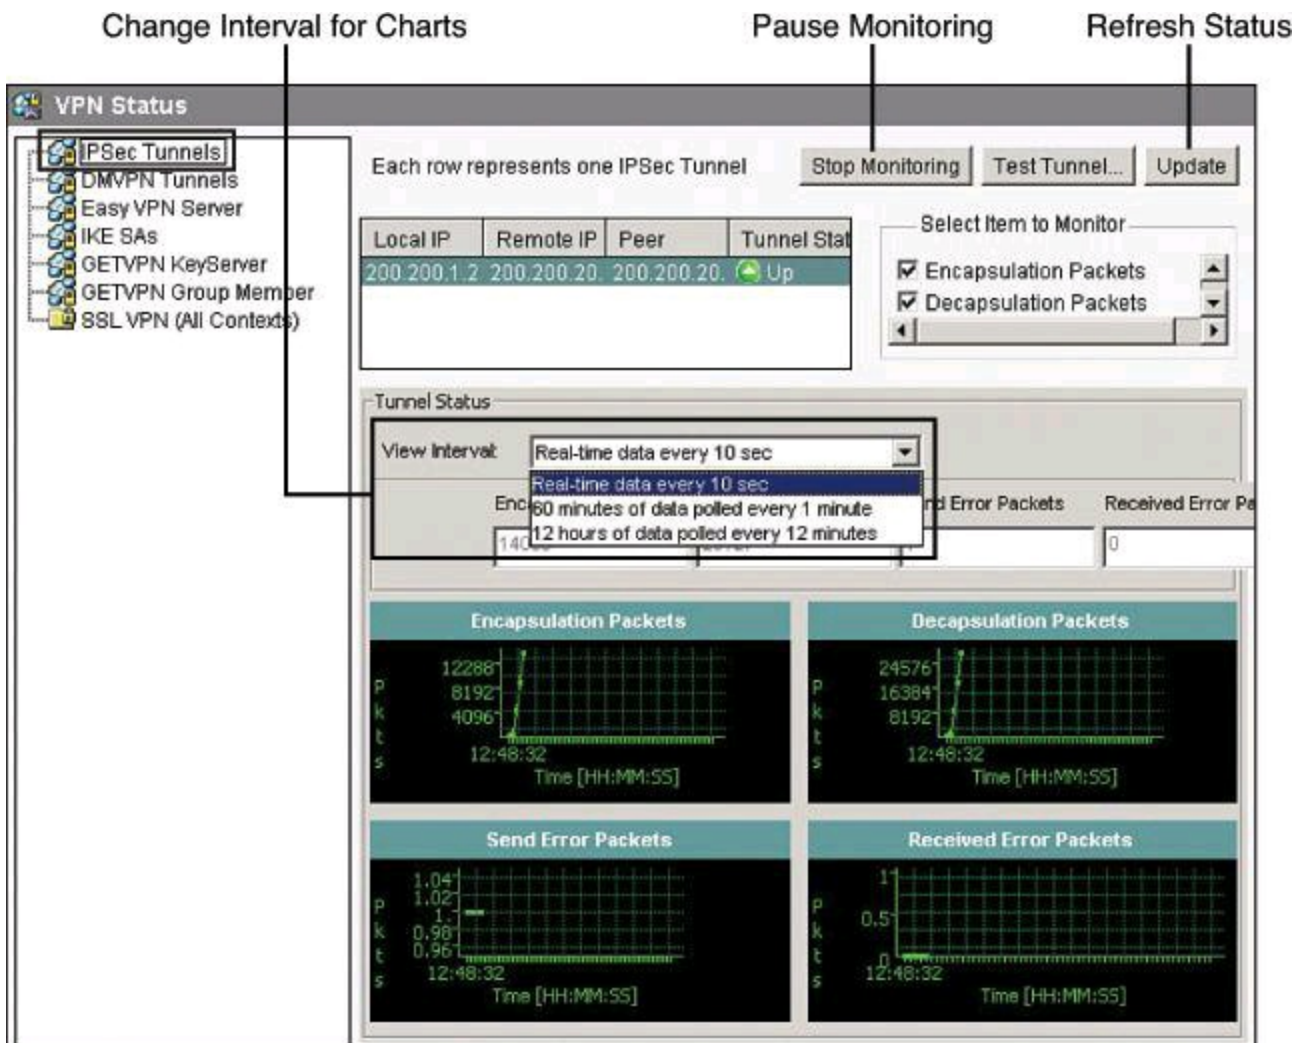 Change Interval for Charts
Pause Monitoring
Refresh Status
VPN Status
IPSec Tunnels
DMVPN Tunnels
Easy VPN Server
IKE SAs
GETVPN KeyServer
GETVPN Group Member
SSL VPN (All Contexts)
Each row represents one IPSec Tunnel
Stop Monitoring
Test Tunnel...
Update
Local IP Remote IP Peer Tunnel Stat
200.200.1.2 200.200.20. 200.200.20. Up
Select Item to Monitor
Encapsulation Packets
Decapsulation Packets
Tunnel Status
View Interval: Real-time data every 10 sec
Real-time data every 10 sec
60 minutes of data polled every 1 minute
12 hours of data polled every 12 minutes
Error Packets
Received Error Pa
0
Encapsulation Packets
12288
8192
4096
Pkts
12:48:32
Time [HH:MM:SS]
Decapsulation Packets
24576
16384
8192
Pkts
12:48:32
Time [HH:MM:SS]
Send Error Packets
1.04
1.02
1.
0.98
0.96
Pkts
12:48:32
Time [HH:MM:SS]
Received Error Packets
1
0.5
0
Pkts
12:48:32
Time [HH:MM:SS]